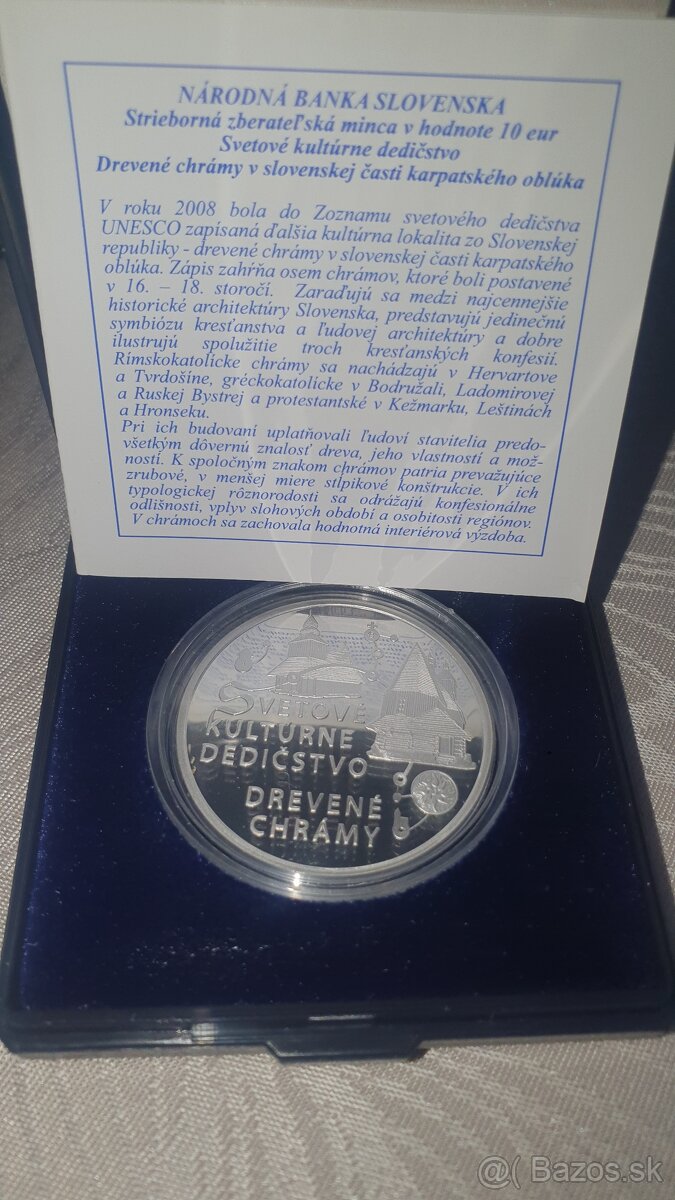 NÁRODNÁ BANKA SLOVENSKA
Strieborná zberateľská minca v hodnote 10 eur
Svetové kultúrne dedičstvo
Drevené chrámy v slovenskej časti karpatského oblúka
V roku 2008 bola do Zoznamu svetového dedičstva
UNESCO zapísaná ďalšia kultúrna lokalita zo Slovenskej
republiky - drevené chrámy v slovenskej časti karpatského
oblúka. Zápis zahŕňa osem chrámov, ktoré boli postavené
v 16. – 18. storočí. Zaraďujú sa medzi najcennejšie
historické architektúry Slovenska, predstavujú jedinečnú
symbiózu kresťanstva a ľudovej architektúry a dobre
ilustrujú spolužitie troch kresťanských konfesií.
Rímskokatolícke chrámy sa nachádzajú v Hervartove
a Tvrdošíne, gréckokatolícke v Bodružali, Ladomirovej
a Ruskej Bystrej a protestantské v Kežmarku, Leštinách
a Hronseku.
Pri ich budovaní uplatňovali ľudoví stavitelia predo-
všetkým dôvernú znalosť dreva, jeho vlastností a mož-
ností. K spoločným znakom chrámov patria prevažujúce
zrubové, v menšej miere stĺpikové konštrukcie. V ich
typologickej rôznorodosti sa odrážajú konfesionálne
odlišnosti, vplyv slohových období a osobitosti regiónov.
V chrámoch sa zachovala hodnotná interiérová výzdoba.
SVETOVÉ
KULTÚRNE
DEDIČSTVO
DREVENÉ
CHRÁMY
@( Bazos.sk